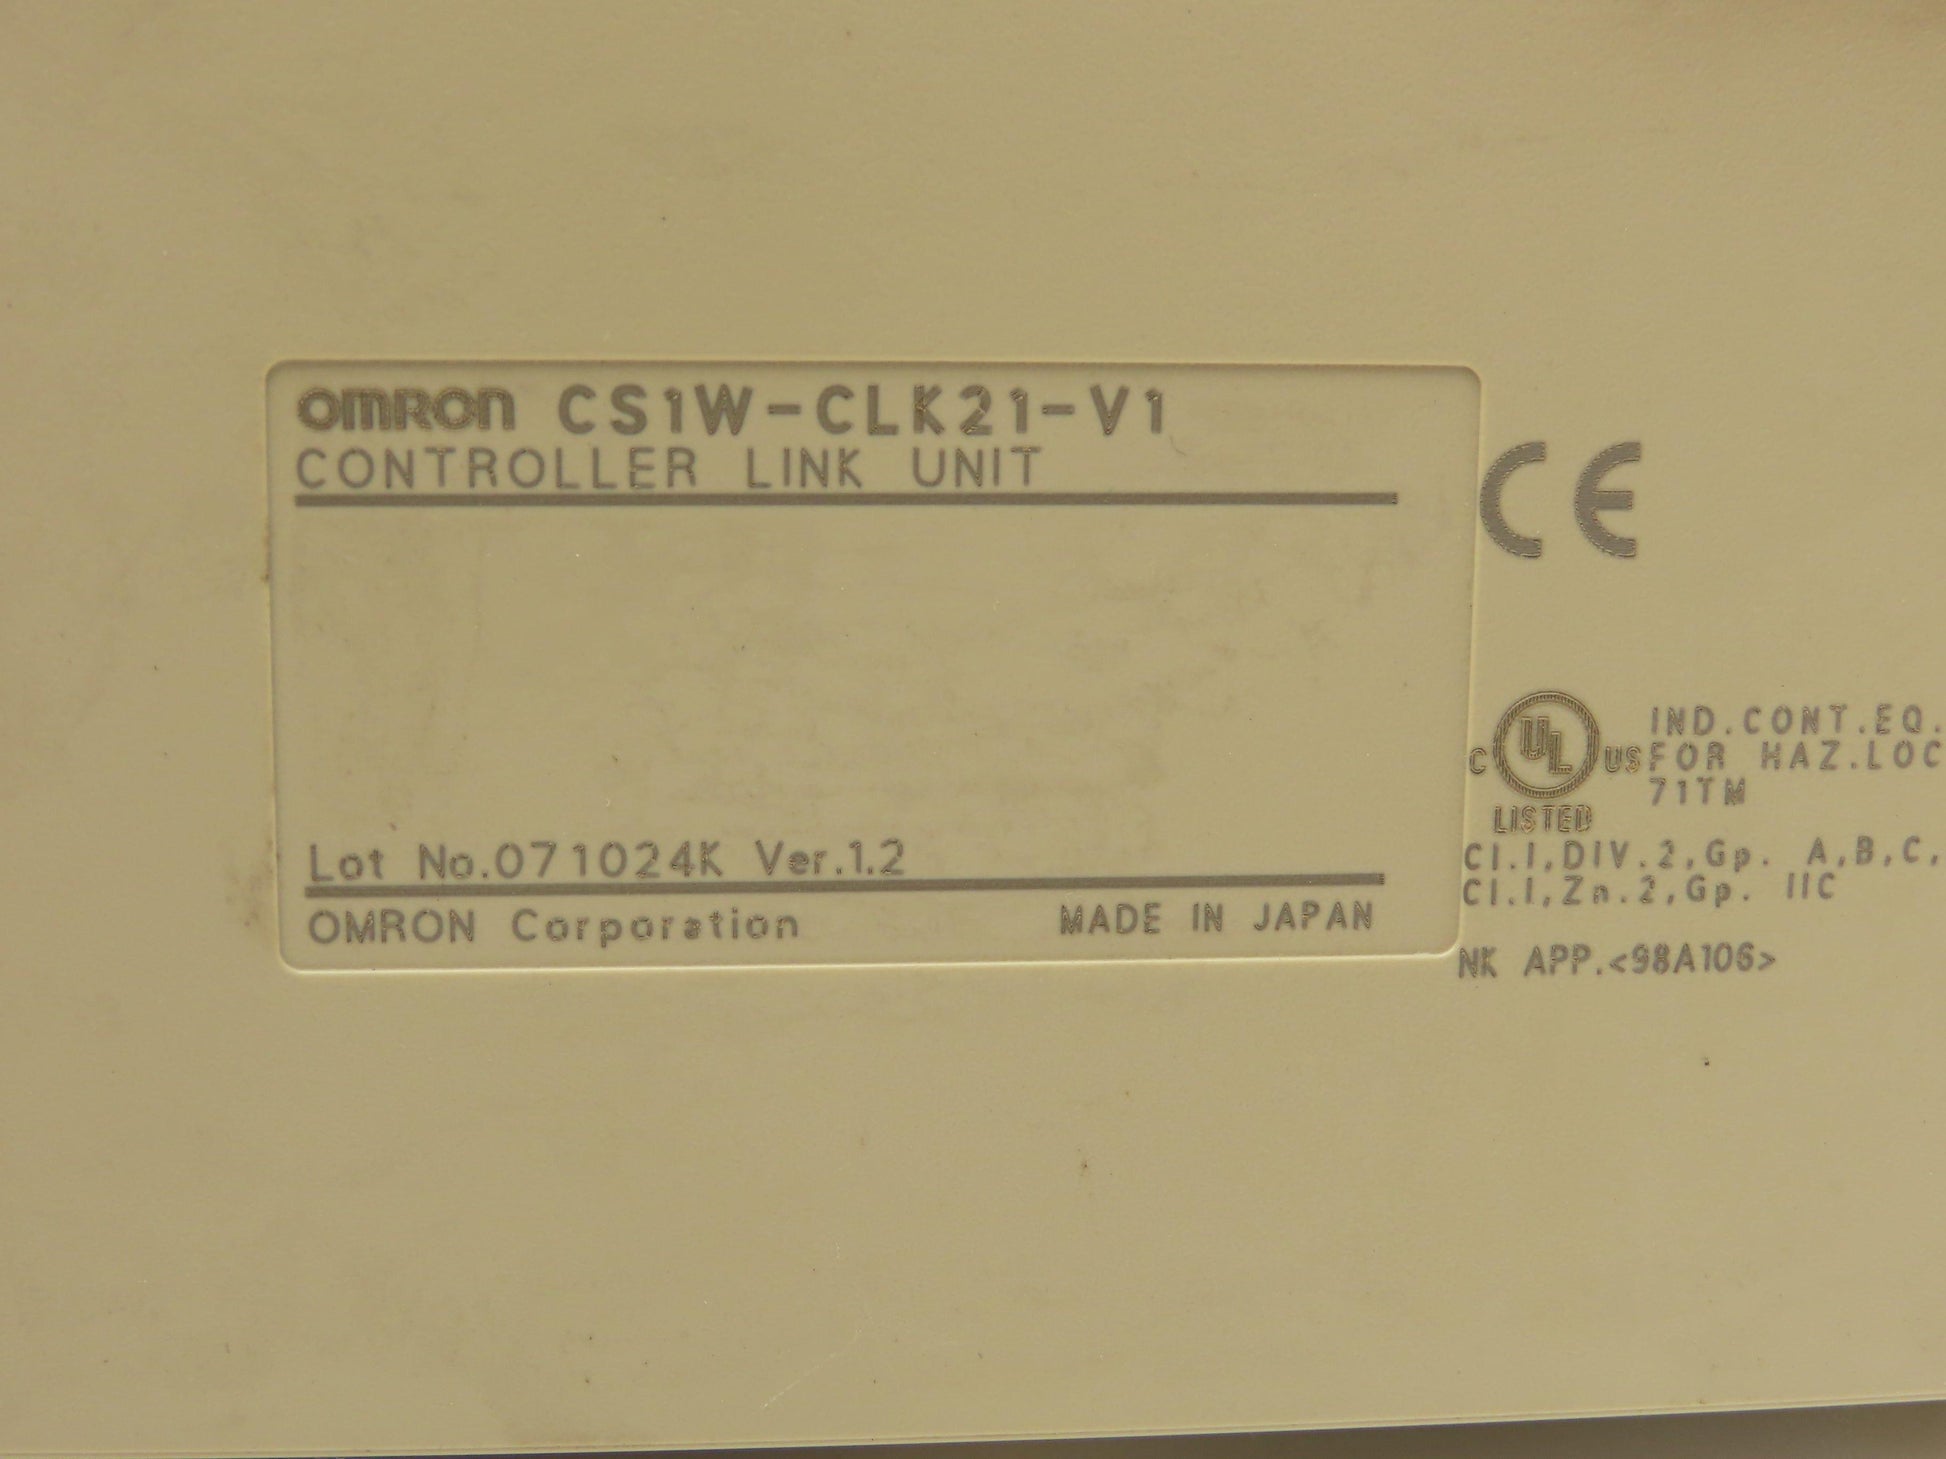 OMRON CS1W-CLK21-V1
CONTROLLER LINK UNIT
Lot No.071024K Ver.1.2
OMRON Corporation MADE IN JAPAN
CE
C UL US
LISTED
IND.CONT.EQ.
FOR HAZ.LOC
71TM
Cl.I,DIV.2,Gp. A,B,C,
Cl.I,Zn.2,Gp. IIC
NK APP.<98A106>